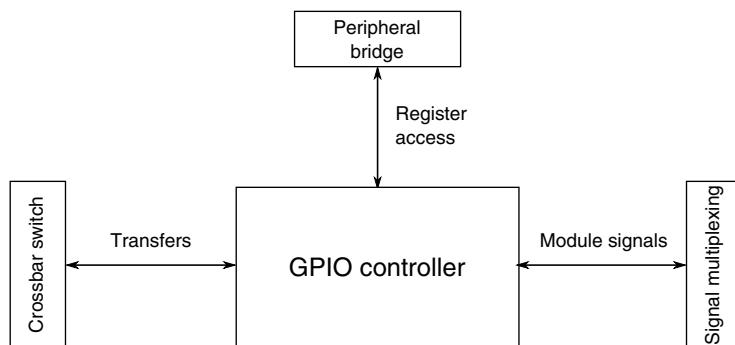 Peripheral
bridge
Register
access
Crossbar switch
Transfers
GPIO controller
Module signals
Signal multiplexing